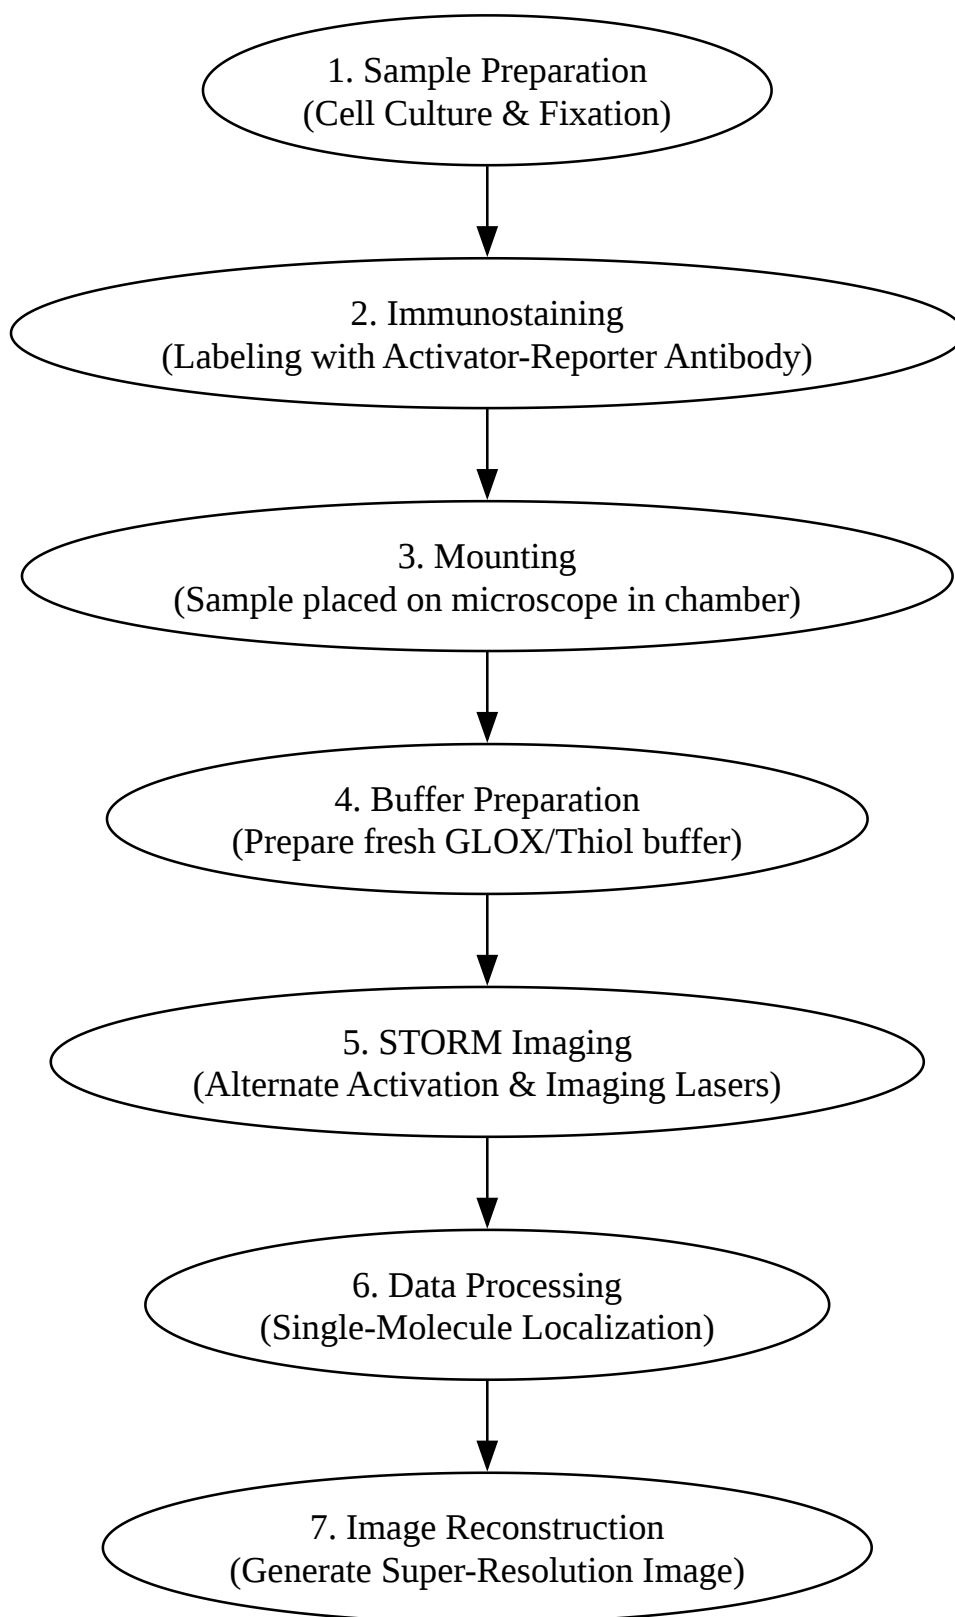 1. Sample Preparation
(Cell Culture & Fixation)
2. Immunostaining
(Labeling with Activator-Reporter Antibody)
3. Mounting
(Sample placed on microscope in chamber)
4. Buffer Preparation
(Prepare fresh GLOX/Thiol buffer)
5. STORM Imaging
(Alternate Activation & Imaging Lasers)
6. Data Processing
(Single-Molecule Localization)
7. Image Reconstruction
(Generate Super-Resolution Image)